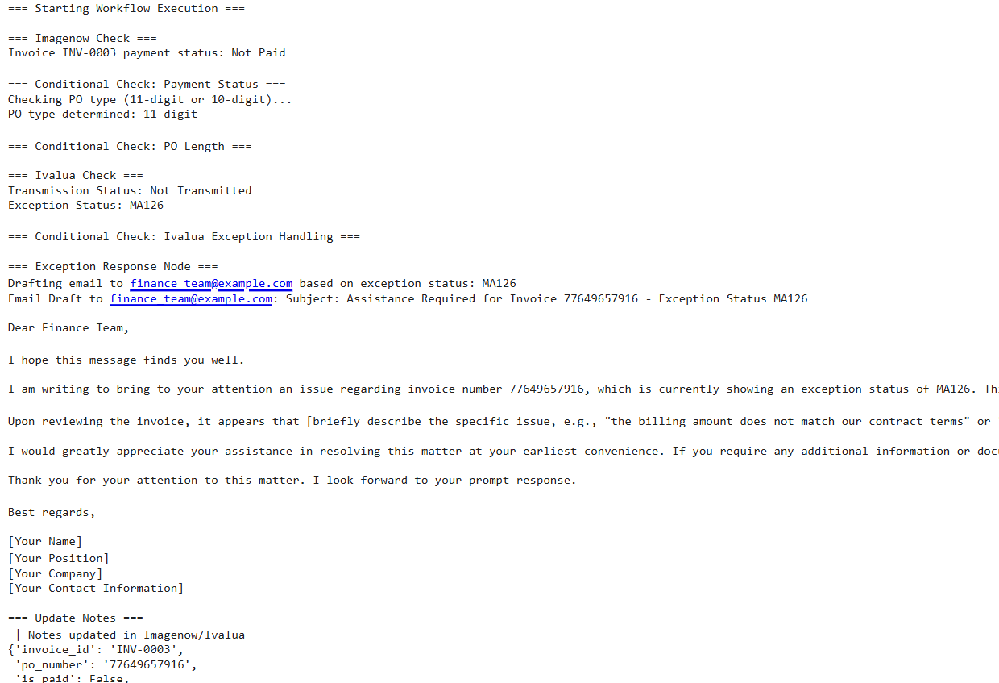 === Starting Workflow Execution ===
=== Imagenow Check ===
Invoice INV-0003 payment status: Not Paid
=== Conditional Check: Payment Status ===
Checking PO type (11-digit or 10-digit)...
PO type determined: 11-digit
=== Conditional Check: PO Length ===
=== Ivalua Check ===
Transmission Status: Not Transmitted
Exception Status: MA126
=== Conditional Check: Ivalua Exception Handling ===
=== Exception Response Node ===
Drafting email to finance_team@example.com based on exception status: MA126
Email Draft to finance_team@example.com: Subject: Assistance Required for Invoice 77649657916 - Exception Status MA126
Dear Finance Team,
I hope this message finds you well.
I am writing to bring to your attention an issue regarding invoice number 77649657916, which is currently showing an exception status of MA126.
Upon reviewing the invoice, it appears that [briefly describe the specific issue, e.g., "the billing amount does not match our contract terms" or
I would greatly appreciate your assistance in resolving this matter at your earliest convenience. If you require any additional information or
Thank you for your attention to this matter. I look forward to your prompt response.
Best regards,
[Your Name]
[Your Position]
[Your Company]
[Your Contact Information]
=== Update Notes ===
| Notes updated in Imagenow/Ivalua
{'invoice_id': 'INV-0003',
'po_number': '77649657916',
'is_paid': False,